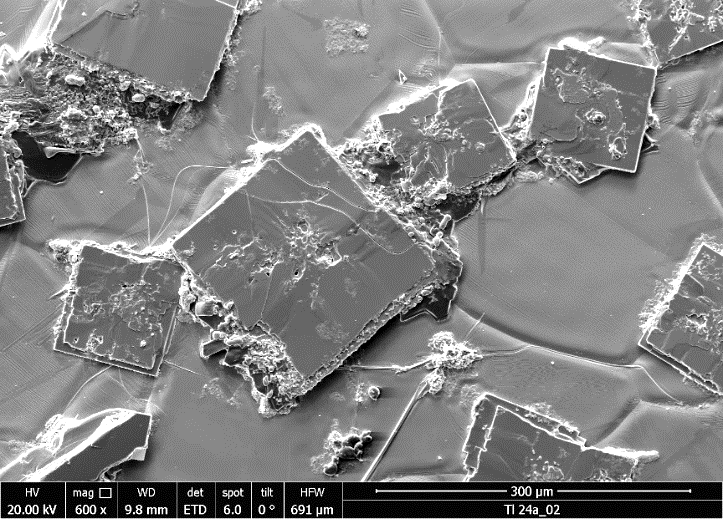 HV mag □ WD det spot tilt HFW 300 µm
20.00 kV 600 x 9.8 mm ETD 6.0 0 ° 691 µm Tl 24a_02